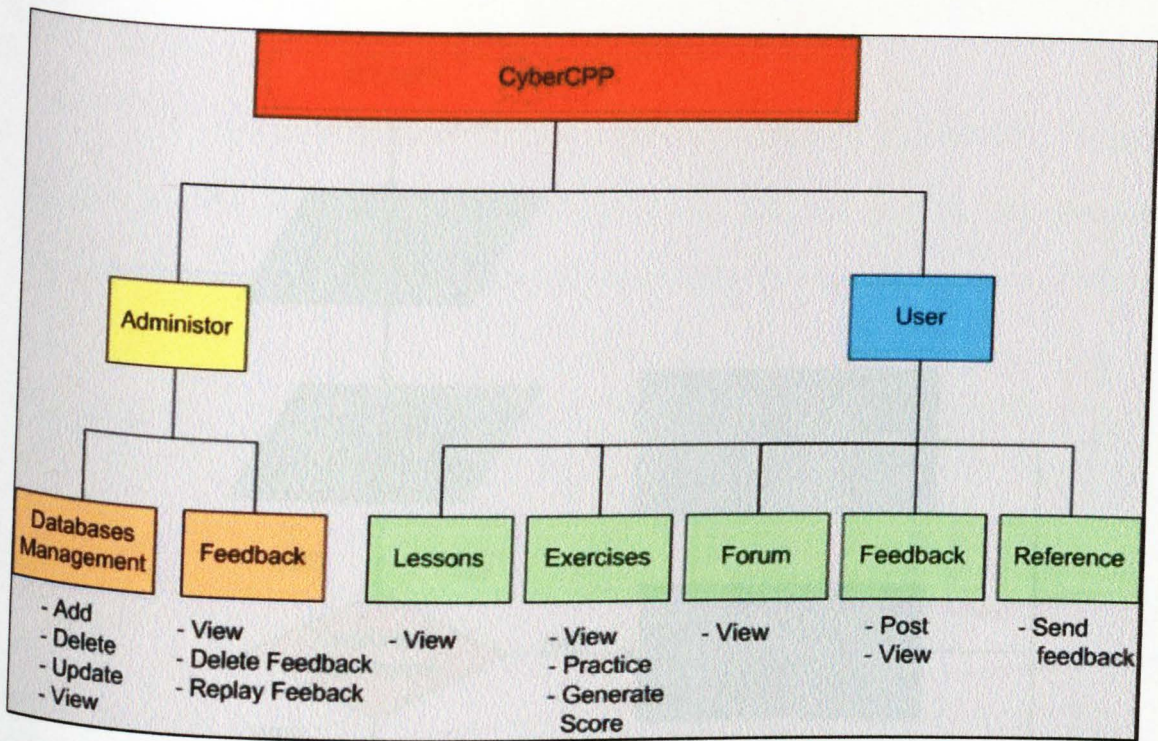 CyberCPP
Administor
User
Databases
Management
Feedback
Lessons
Exercises
Forum
Feedback
Reference
- Add
- Delete
- Update
- View
- View
- Delete Feedback
- Replay Feeback
- View
- View
- Practice
- Generate
Score
- View
- Post
- View
- Send
feedback